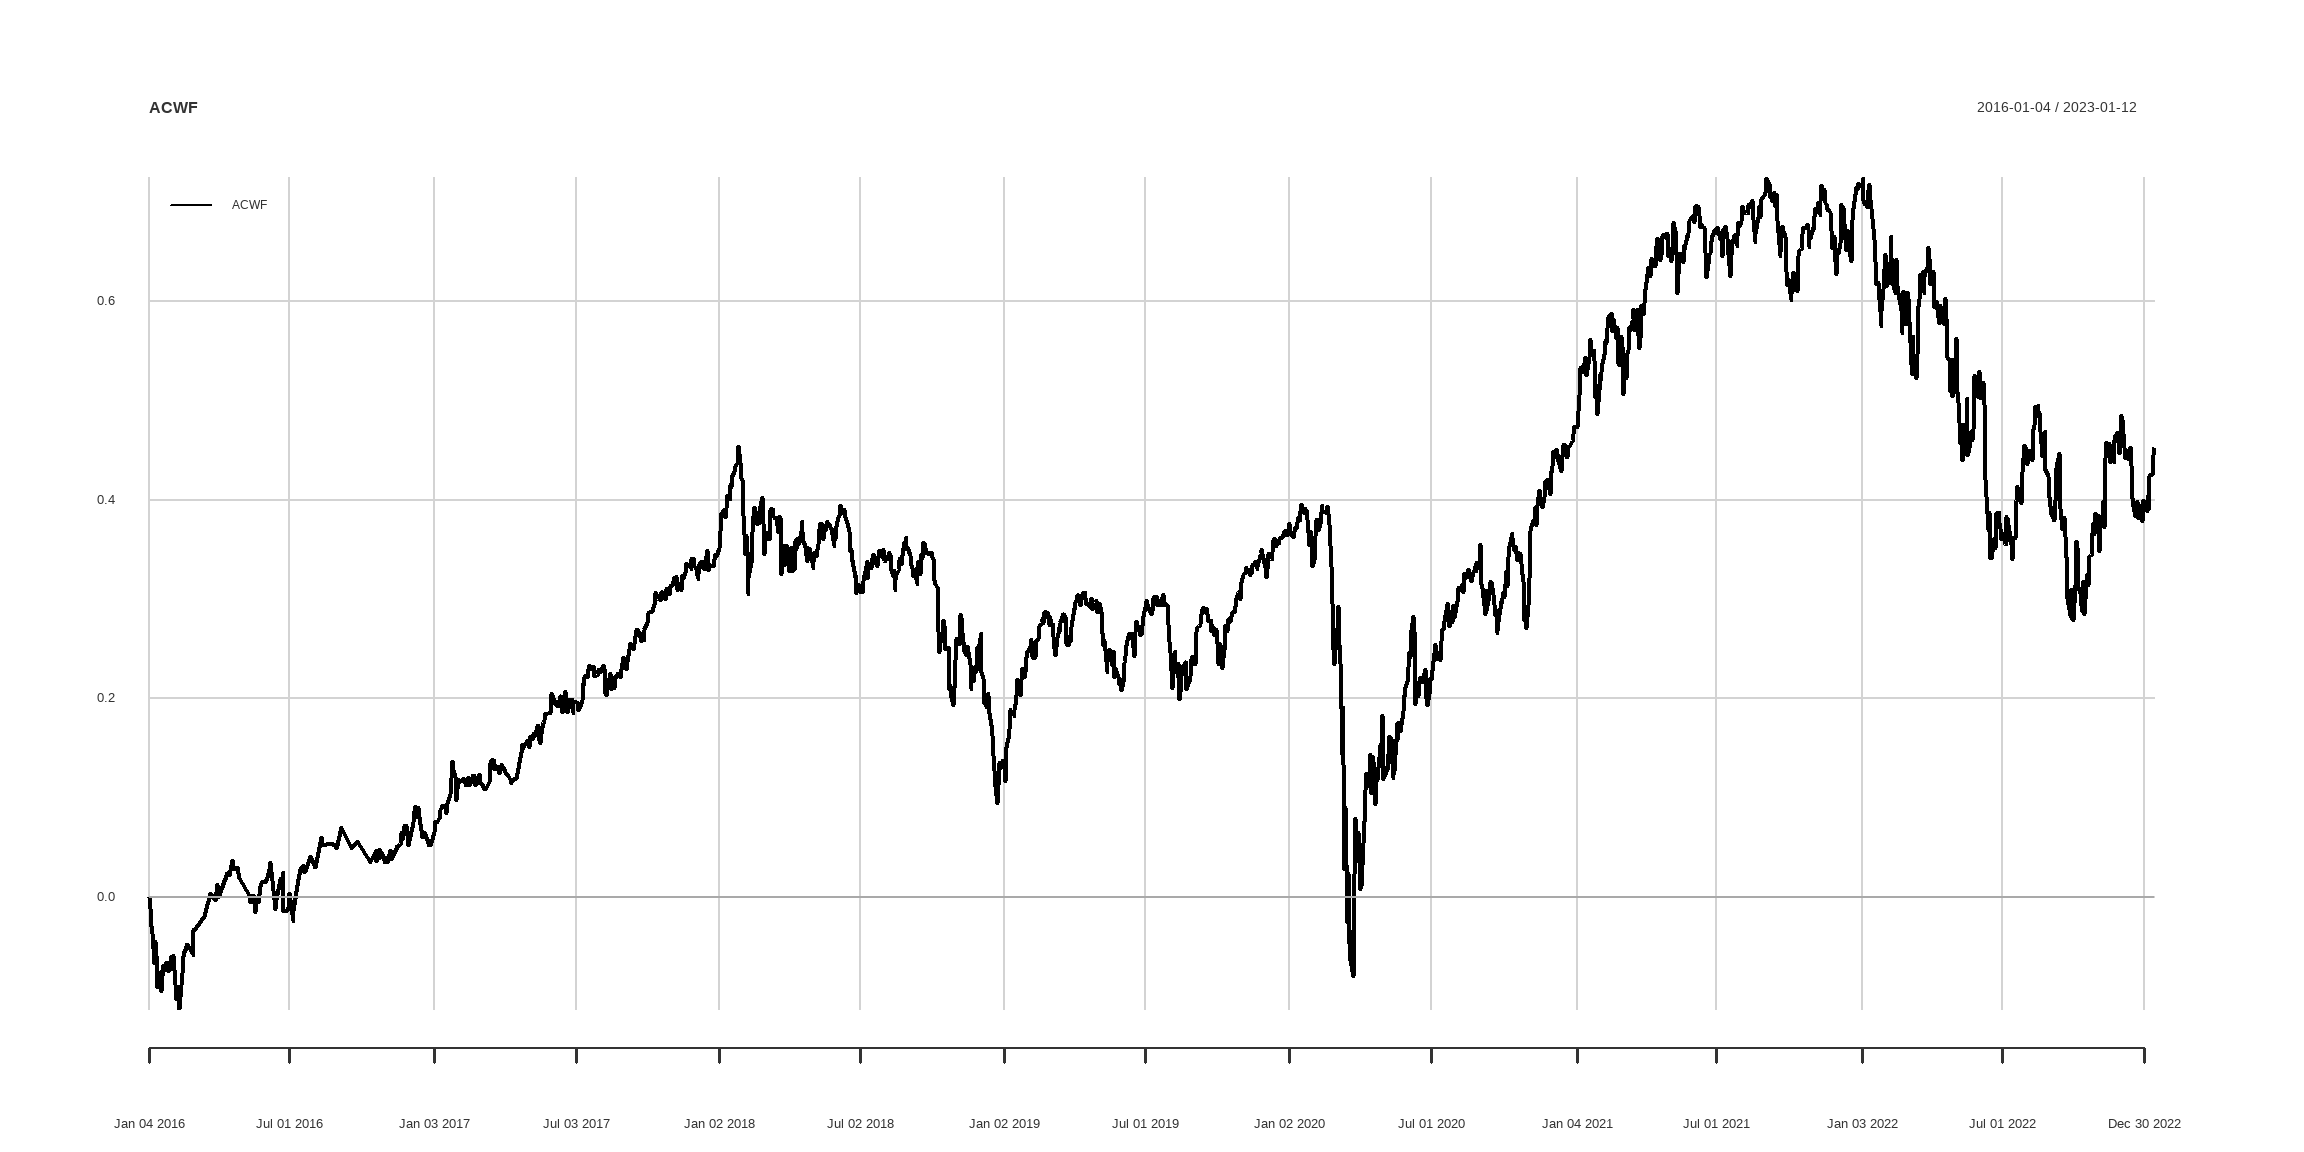 ACWF
2016-01-04 / 2023-01-12
ACWF
0.6
0.4
0.2
0.0
Jan 04 2016
Jul 01 2016
Jan 03 2017
Jul 03 2017
Jan 02 2018
Jul 02 2018
Jan 02 2019
Jul 01 2019
Jan 02 2020
Jul 01 2020
Jan 04 2021
Jul 01 2021
Jan 03 2022
Jul 01 2022
Dec 30 2022